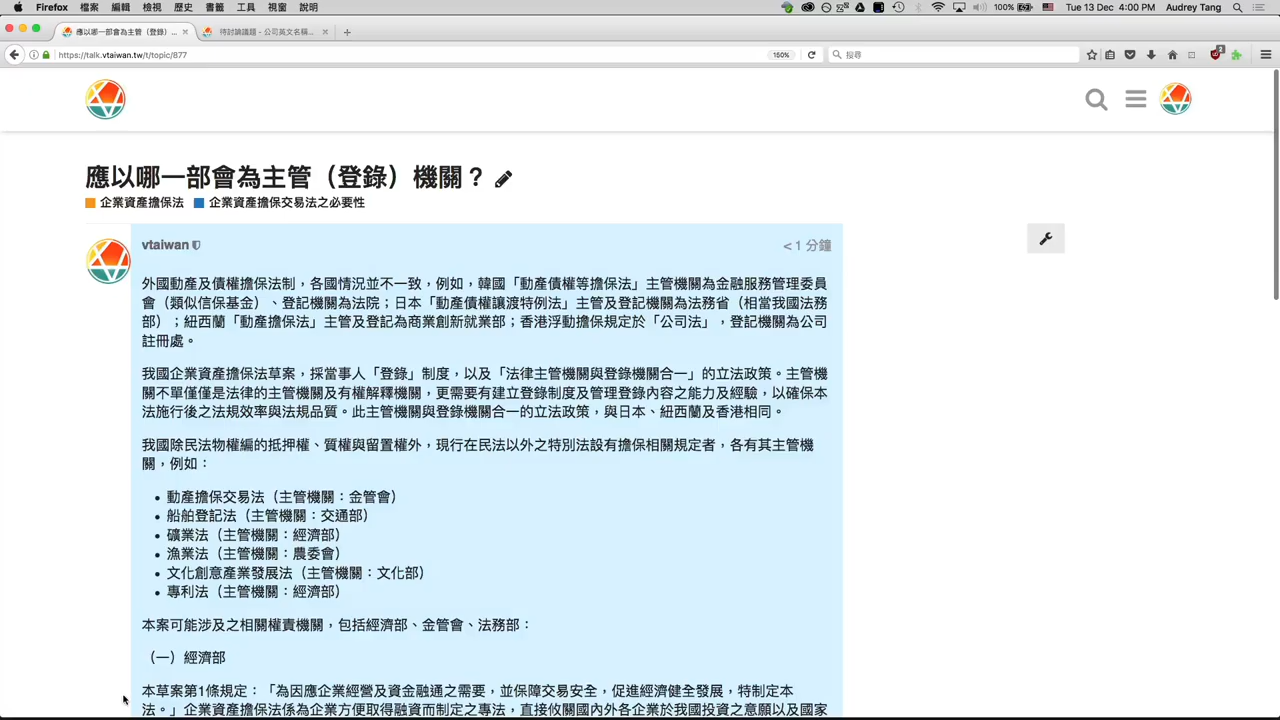 Firefox 檔案 編輯 檢視 歷史 書籤 工具 視窗 說明 100% Tue 13 Dec 4:00 PM Audrey Tang
應以哪一部會為主管（登錄）... × 待討論議題 - 公司英文名稱... × +
https://talk.vtaiwan.tw/t/topic/877 150% 搜尋 2
應以哪一部會為主管（登錄）機關？
企業資產擔保法 企業資產擔保交易法之必要性
vtaiwan < 1 分鐘
外國動產及債權擔保法制，各國情況並不一致，例如，韓國「動產債權等擔保法」主管機關為金融服務管理委員
會（類似信保基金）、登記機關為法院；日本「動產債權讓渡特例法」主管及登記機關為法務省（相當我國法務
部）；紐西蘭「動產擔保法」主管及登記為商業創新就業部；香港浮動擔保規定於「公司法」，登記機關為公司
註冊處。
我國企業資產擔保法草案，採當事人「登錄」制度，以及「法律主管機關與登錄機關合一」的立法政策。主管機
關不單僅僅是法律的主管機關及有權解釋機關，更需要有建立登錄制度及管理登錄內容之能力及經驗，以確保本
法施行後之法規效率與法規品質。此主管機關與登錄機關合一的立法政策，與日本、紐西蘭及香港相同。
我國除民法物權編的抵押權、質權與留置權外，現行在民法以外之特別法設有擔保相關規定者，各有其主管機
關，例如：
• 動產擔保交易法（主管機關：金管會）
• 船舶登記法（主管機關：交通部）
• 礦業法（主管機關：經濟部）
• 漁業法（主管機關：農委會）
• 文化創意產業發展法（主管機關：文化部）
• 專利法（主管機關：經濟部）
本案可能涉及之相關權責機關，包括經濟部、金管會、法務部：
（一）經濟部
本草案第1條規定：「為因應企業經營及資金融通之需要，並保障交易安全，促進經濟健全發展，特制定本
法。」企業資產擔保法係為企業方便取得融資而制定之專法，直接攸關國內外各企業於我國投資之意願以及國家